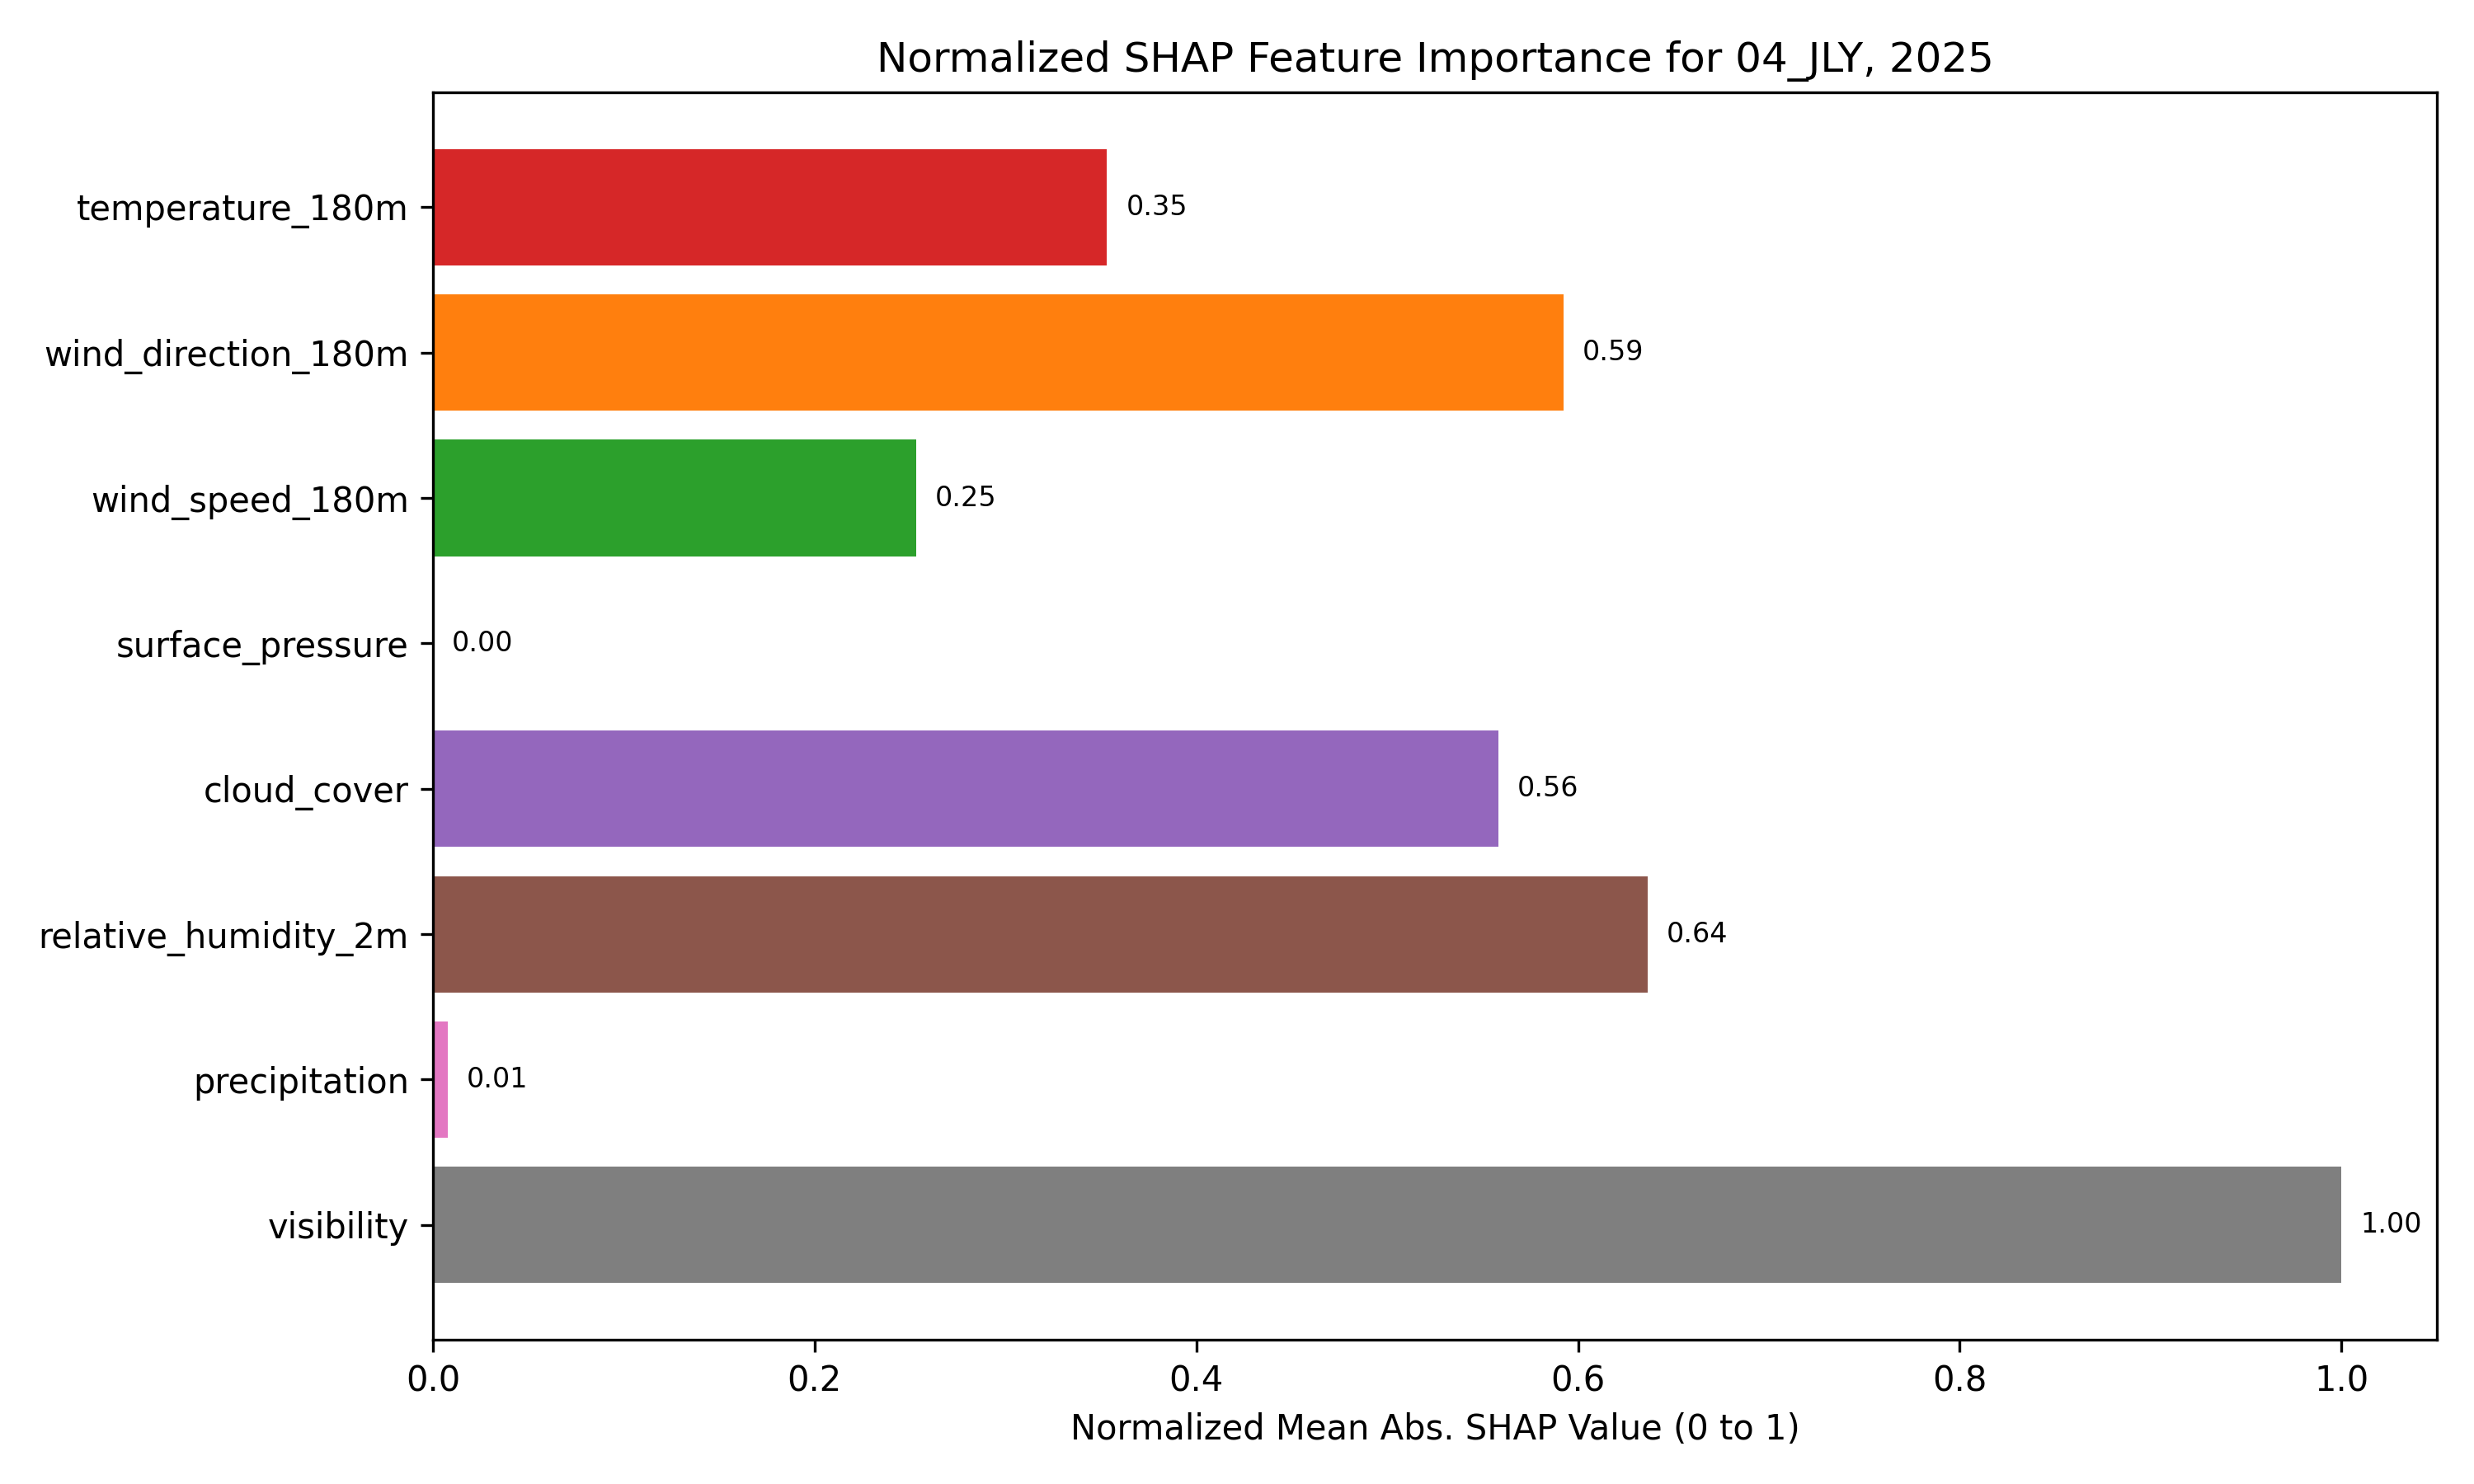 Normalized SHAP Feature Importance for 04_JLY, 2025
temperature_180m
0.35
wind_direction_180m
0.59
wind_speed_180m
0.25
surface_pressure
0.00
cloud_cover
0.56
relative_humidity_2m
0.64
precipitation
0.01
visibility
1.00
0.0 0.2 0.4 0.6 0.8 1.0
Normalized Mean Abs. SHAP Value (0 to 1)